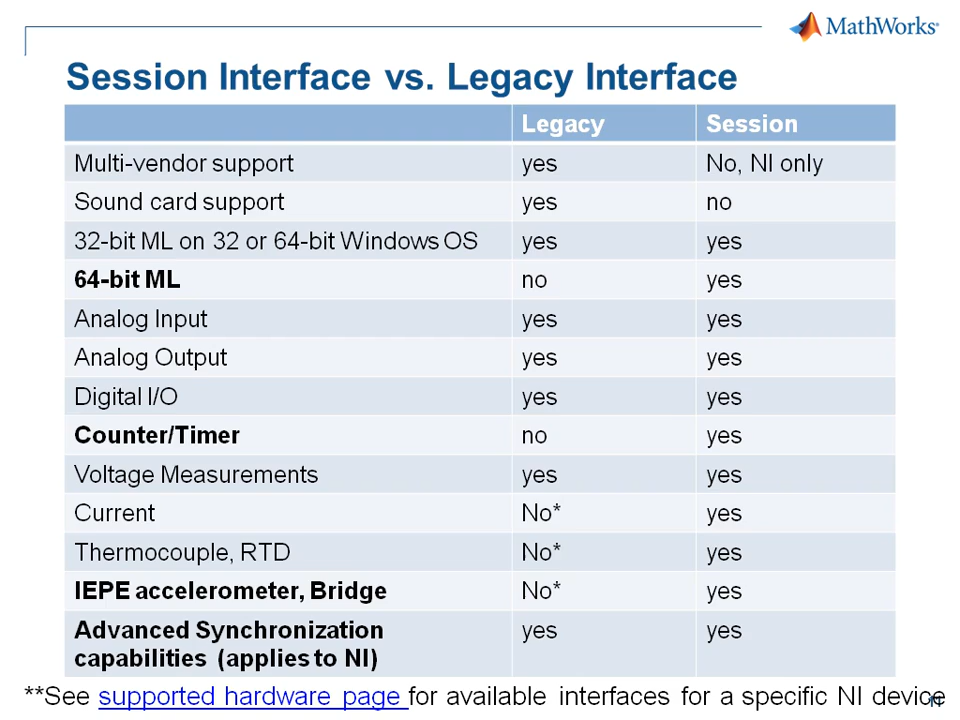 MathWorks®
Session Interface vs. Legacy Interface
Legacy Session
Multi-vendor support yes No, NI only
Sound card support yes no
32-bit ML on 32 or 64-bit Windows OS yes yes
64-bit ML no yes
Analog Input yes yes
Analog Output yes yes
Digital I/O yes yes
Counter/Timer no yes
Voltage Measurements yes yes
Current No* yes
Thermocouple, RTD No* yes
IEPE accelerometer, Bridge No* yes
Advanced Synchronization yes yes
capabilities (applies to NI)
**See supported hardware page for available interfaces for a specific NI device
11